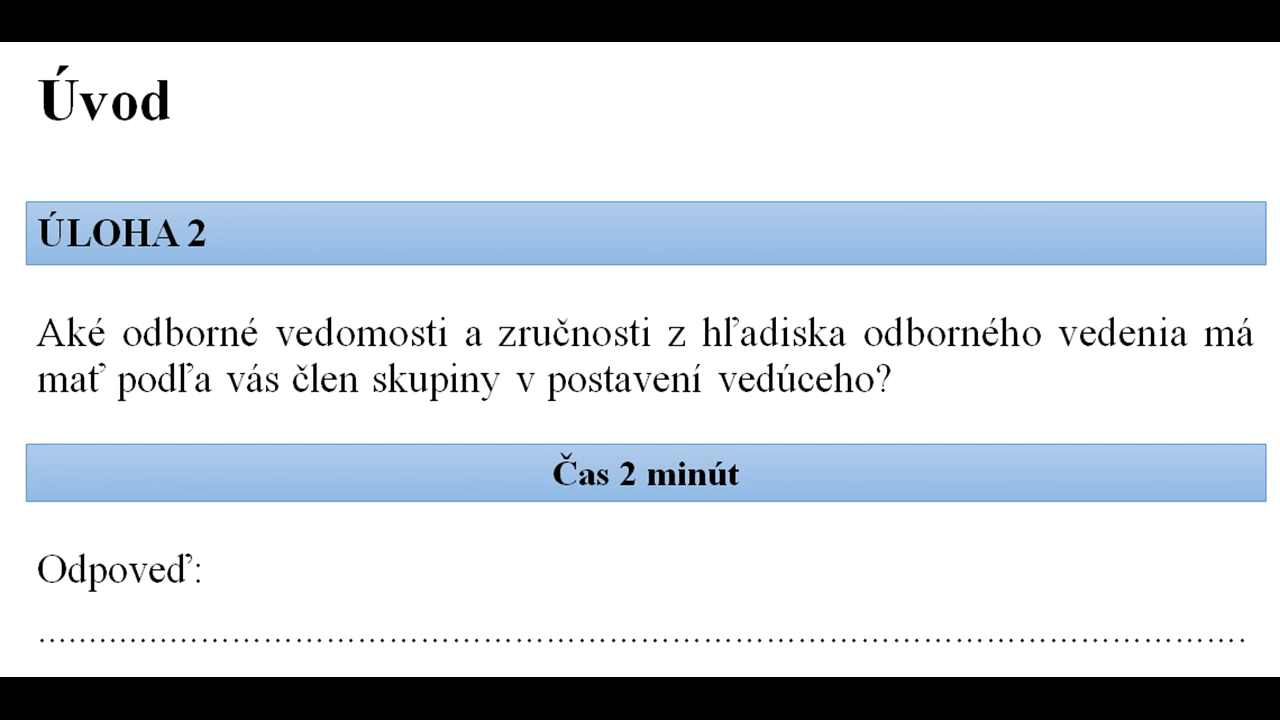 Úvod
ÚLOHA 2
Aké odborné vedomosti a zručnosti z hľadiska odborného vedenia má
mať podľa vás člen skupiny v postavení vedúceho?
Čas 2 minút
Odpoveď:
………………………………………………………………………………………………………….